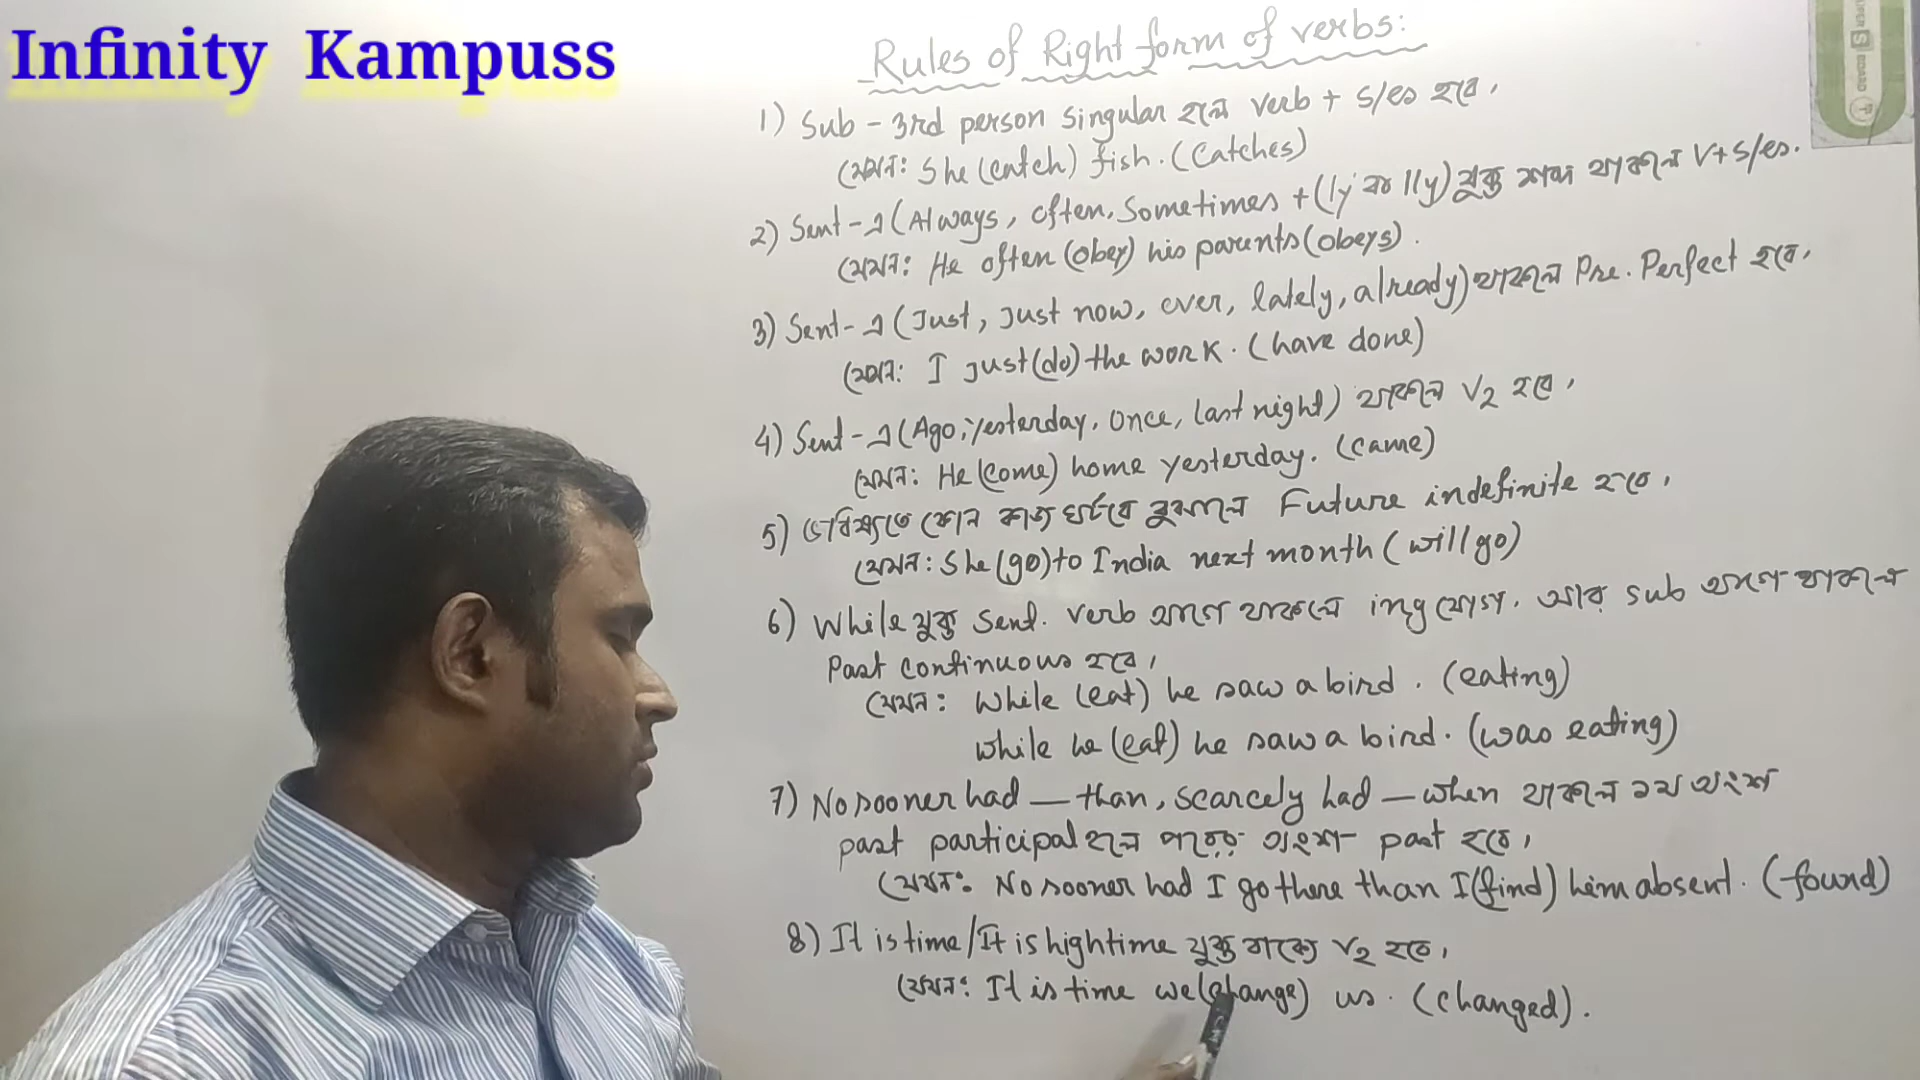 Infinity Kampuss
Rules of Right form of verbs:
1) Sub - 3rd person singular হলে verb + s/es হবে,
যেমন: She (catch) fish. (catches)
2) Sent - এ (Always, often, Sometimes + (ly বা lly) যুক্ত শব্দ থাকলে V+s/es.
যেমন: He often (obey) his parents (obeys).
3) Sent - এ (Just, just now, ever, lately, already) থাকলে Pre. Perfect হবে,
যেমন: I just (do) the work. (have done)
4) Sent - এ (Ago, yesterday, once, last night) থাকলে V2 হবে,
যেমন: He (come) home yesterday. (came)
5) ভবিষ্যতে কোন কাজ ঘটবে বুঝালে Future indefinite হবে,
যেমন: She (go) to India next month (will go)
6) While যুক্ত Sent. verb আগে থাকলে ing যোগ, আর sub আগে থাকলে
Past continuous হবে,
যেমন: While (eat) he saw a bird. (eating)
while he (eat) he saw a bird. (was eating)
7) No sooner had — than, scarcely had — when থাকলে ১ম অংশ
past participal হলে পরের অংশ past হবে,
যেমন: No sooner had I go there than I (find) him absent. (found)
8) It is time/It is hightime যুক্ত বাক্যে V2 হবে,
যেমন: It is time we (change) us. (changed).